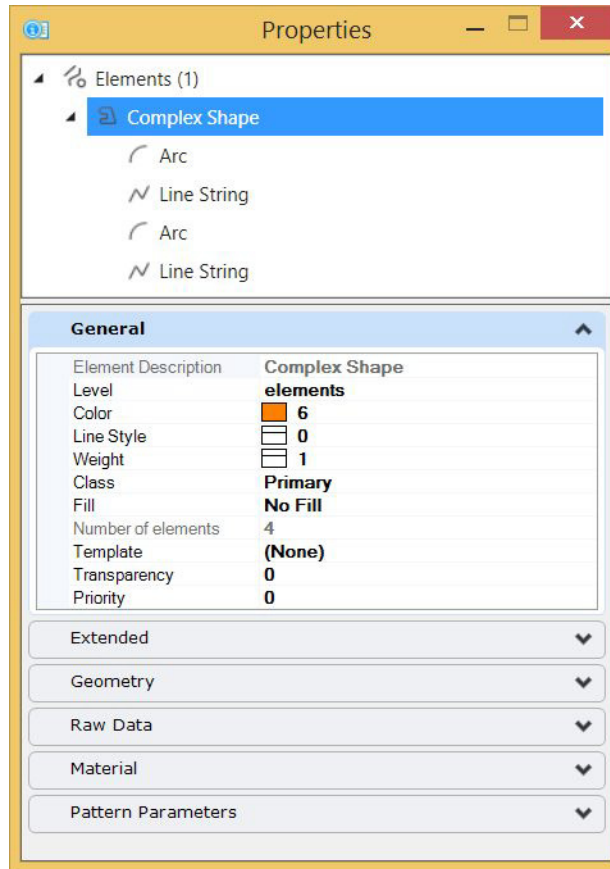 Properties
Elements (1)
Complex Shape
Arc
Line String
Arc
Line String
General
Element Description Complex Shape
Level elements
Color 6
Line Style 0
Weight 1
Class Primary
Fill No Fill
Number of elements 4
Template (None)
Transparency 0
Priority 0
Extended
Geometry
Raw Data
Material
Pattern Parameters